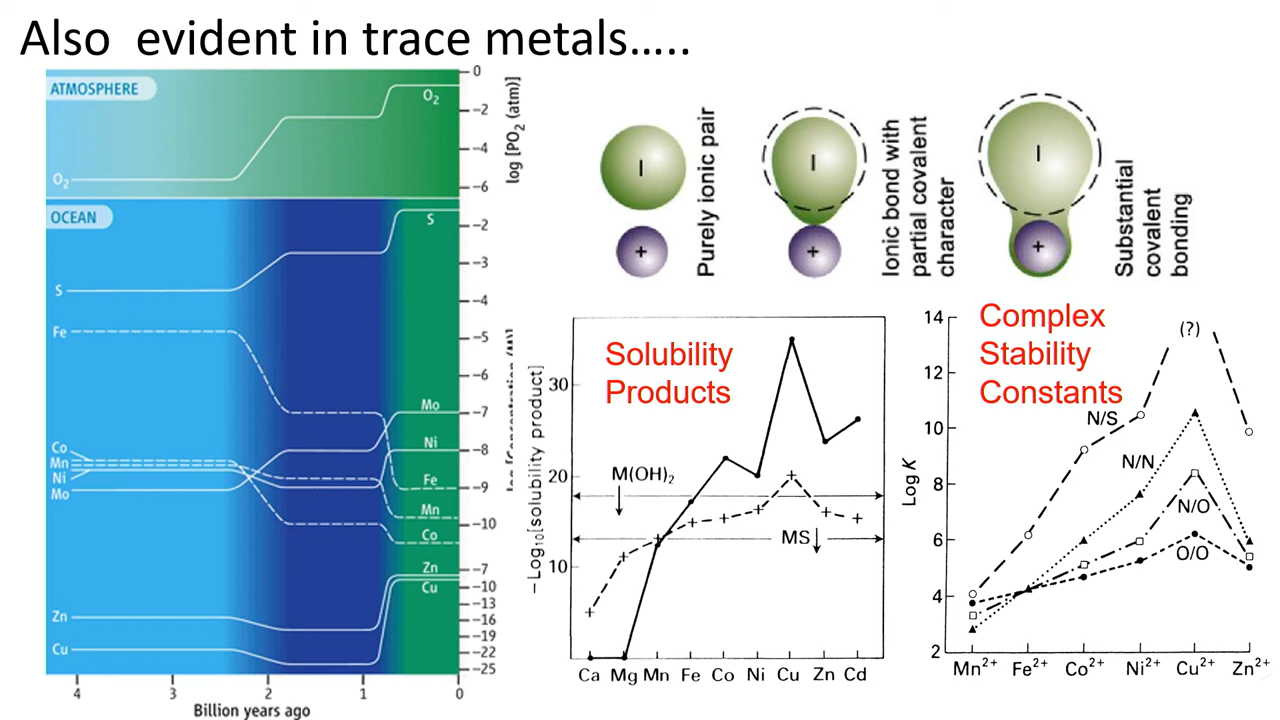 Also  evident in trace metals…..
ATMOSPHERE
O₂
O₂
0
−2
−4
−6
log [PO₂ (atm)]
OCEAN
S
S
Fe
Co
Mn
Ni
Mo
Mo
Ni
Fe
Mn
Co
Zn
Cu
Zn
Cu
−2
−3
−4
−5
−6
−7
−8
−9
−10
−7
−10
−13
−16
−19
−22
−25
4 3 2 1 0
Billion years ago
I
+
Purely ionic pair
I
+
Ionic bond with
partial covalent
character
I
+
Substantial
covalent
bonding
Solubility
Products
−Log₁₀[solubility product]
30
20
10
M(OH)₂
MS
Ca Mg Mn Fe Co Ni Cu Zn Cd
Complex
Stability
Constants
Log K
14
12
10
8
6
4
2
(?)
N/S
N/N
N/O
O/O
Mn²⁺ Fe²⁺ Co²⁺ Ni²⁺ Cu²⁺ Zn²⁺